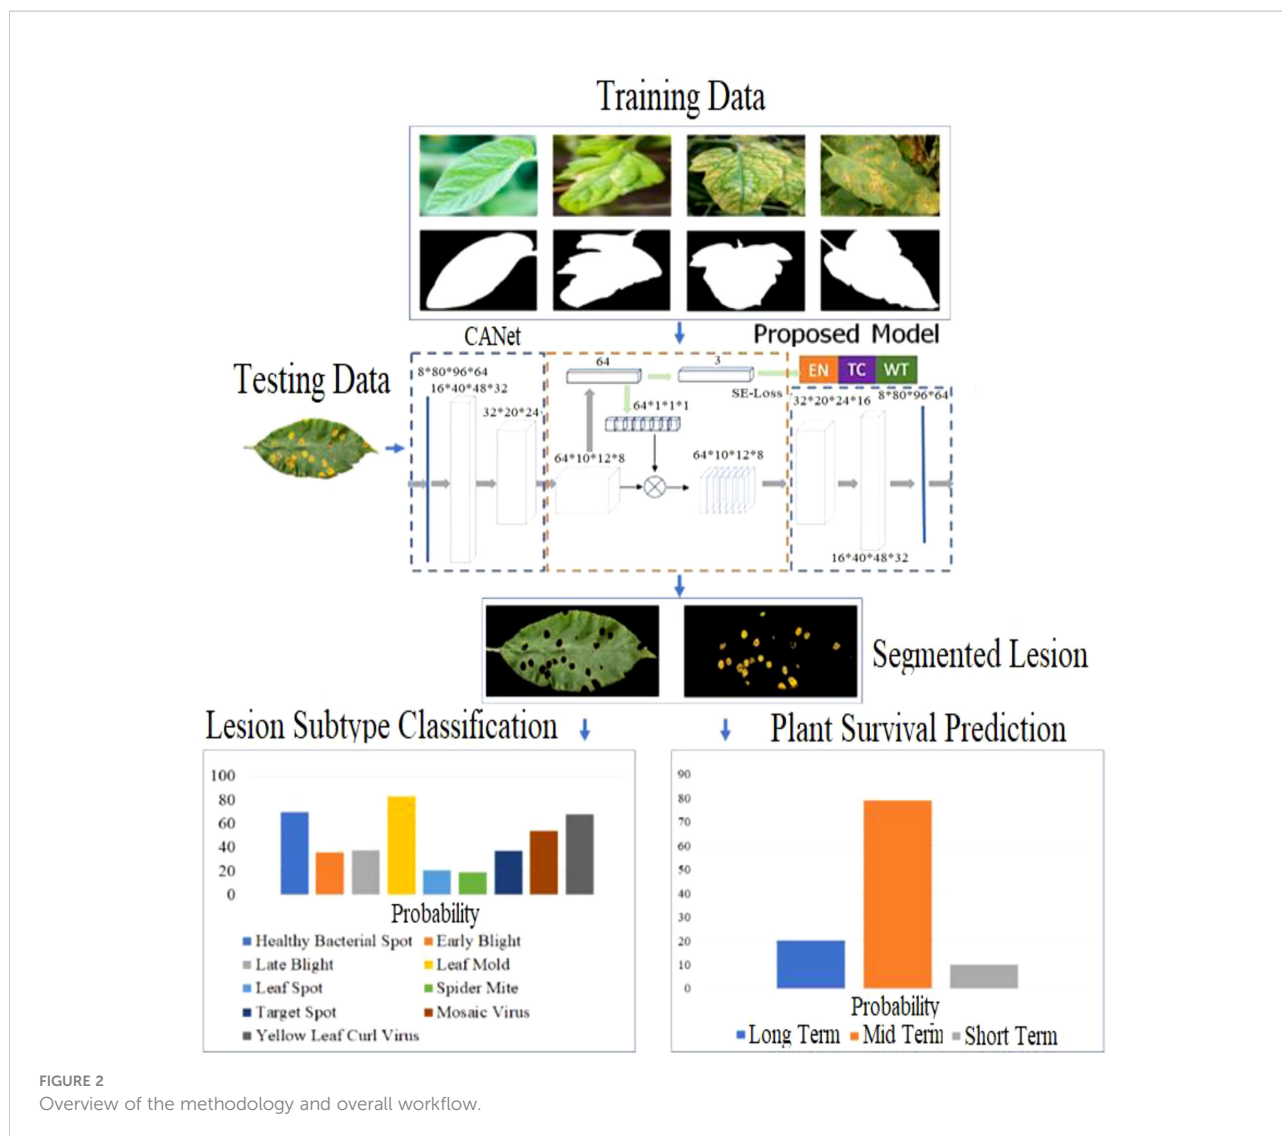 Training Data
CANet
Proposed Model
Testing Data
8*80*96*64
16*40*48*32
32*20*24
64
3
EN TC WT
SE-Loss
64*1*1*1
64*10*12*8
64*10*12*8
32*20*24*16
8*80*96*64
16*40*48*32
Segmented Lesion
Lesion Subtype Classification
100
80
60
40
20
0
Probability
Healthy Bacterial Spot
Early Blight
Late Blight
Leaf Mold
Leaf Spot
Spider Mite
Target Spot
Mosaic Virus
Yellow Leaf Curl Virus
Plant Survival Prediction
90
80
70
60
50
40
30
20
10
0
Probability
Long Term Mid Term Short Term
FIGURE 2
Overview of the methodology and overall workflow.